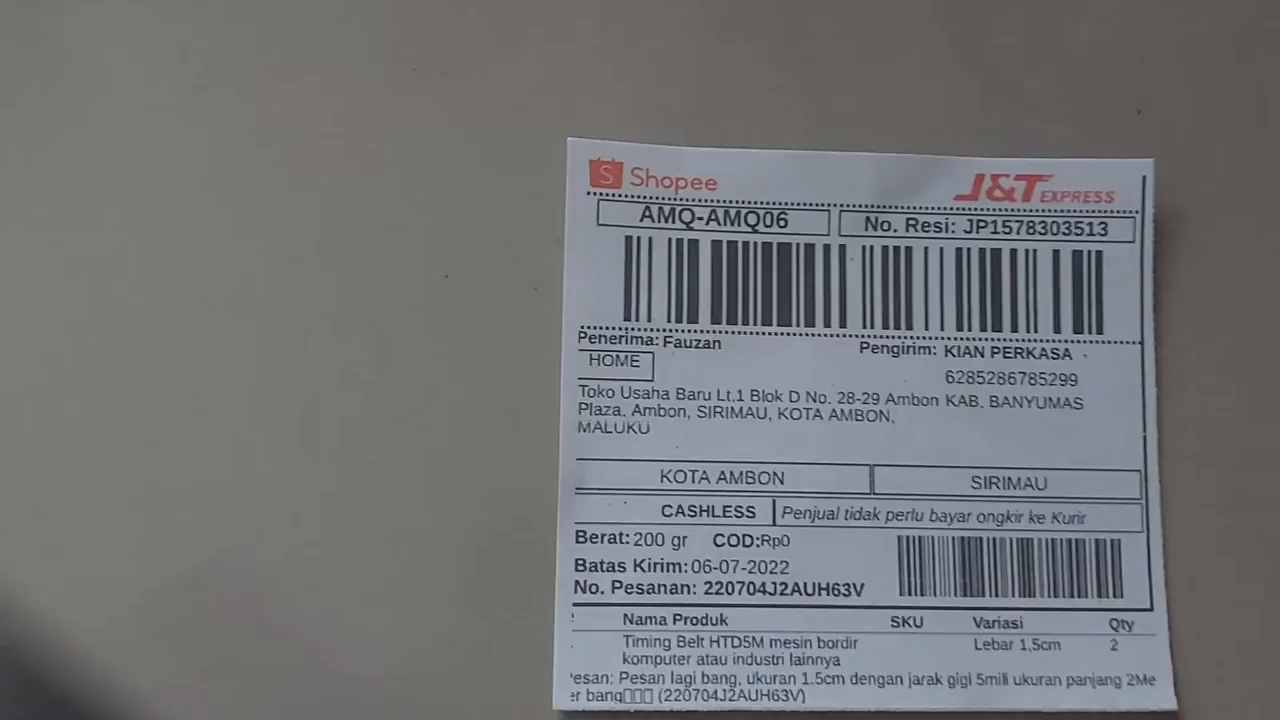 Shopee
J&T EXPRESS
AMQ-AMQ06
No. Resi: JP1578303513
Penerima: Fauzan
Pengirim: KIAN PERKASA
HOME
6285286785299
Toko Usaha Baru Lt,1 Blok D No. 28-29 Ambon
Plaza, Ambon, SIRIMAU, KOTA AMBON,
MALUKU
KAB. BANYUMAS
KOTA AMBON
SIRIMAU
CASHLESS
Penjual tidak perlu bayar ongkir ke Kurir
Berat: 200 gr COD:Rp0
Batas Kirim: 06-07-2022
No. Pesanan: 220704J2AUH63V
Nama Produk SKU Variasi Qty
Timing Belt HTD5M mesin bordir Lebar 1,5cm 2
komputer atau industri lainnya
esan: Pesan lagi bang, ukuran 1.5cm dengan jarak gigi 5mili ukuran panjang 2Me
er bang□□□ (220704J2AUH63V)